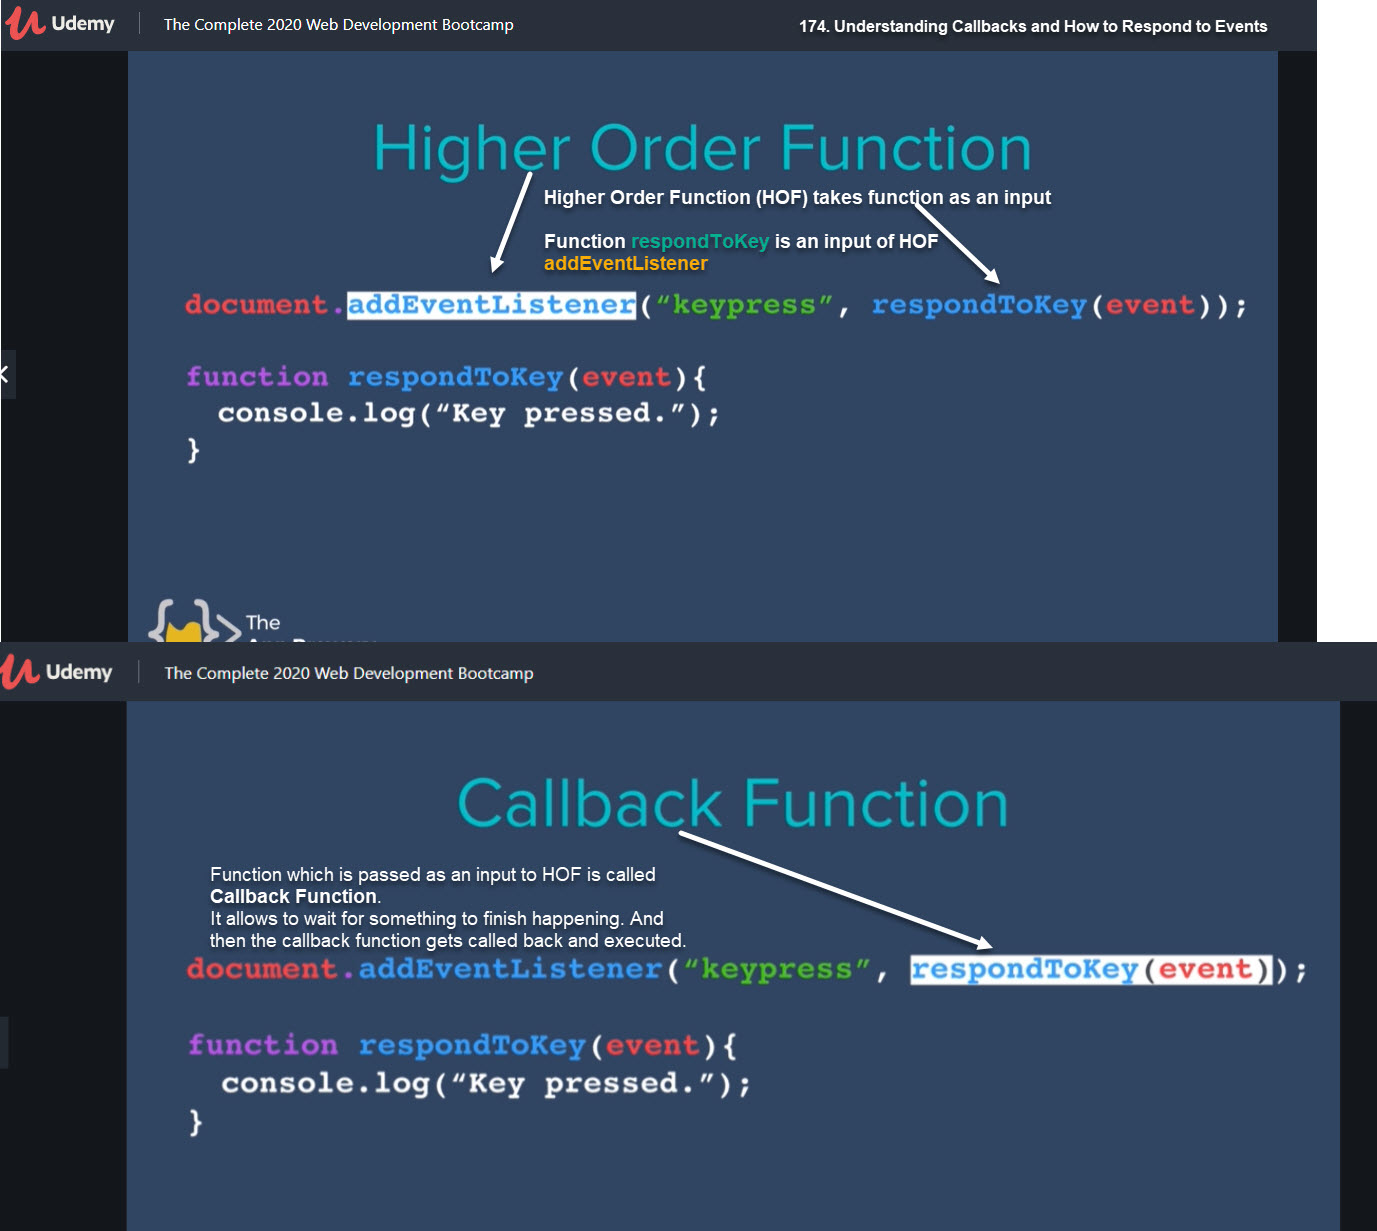 Udemy The Complete 2020 Web Development Bootcamp 174. Understanding Callbacks and How to Respond to Events
Higher Order Function
Higher Order Function (HOF) takes function as an input
Function respondToKey is an input of HOF
addEventListener
document.addEventListener(“keypress”, respondToKey(event));
function respondToKey(event){
console.log(“Key pressed.”);
}
The
Udemy The Complete 2020 Web Development Bootcamp
Callback Function
Function which is passed as an input to HOF is called
Callback Function.
It allows to wait for something to finish happening. And
then the callback function gets called back and executed.
document.addEventListener(“keypress”, respondToKey(event));
function respondToKey(event){
console.log(“Key pressed.”);
}